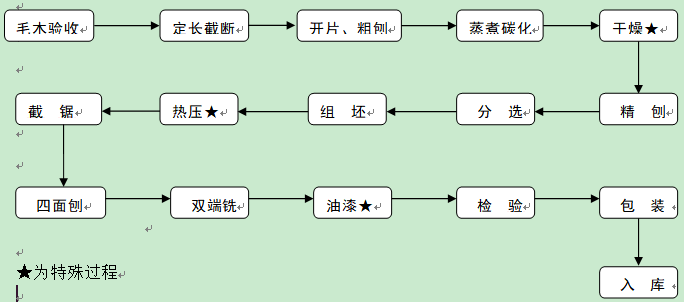 毛木验收 定长截断 开片、粗刨 蒸煮碳化 干燥★
截 锯 热压★ 组 坯 分 选 精 刨
四面刨 双端铣 油漆★ 检 验 包 装
★为特殊过程
入 库